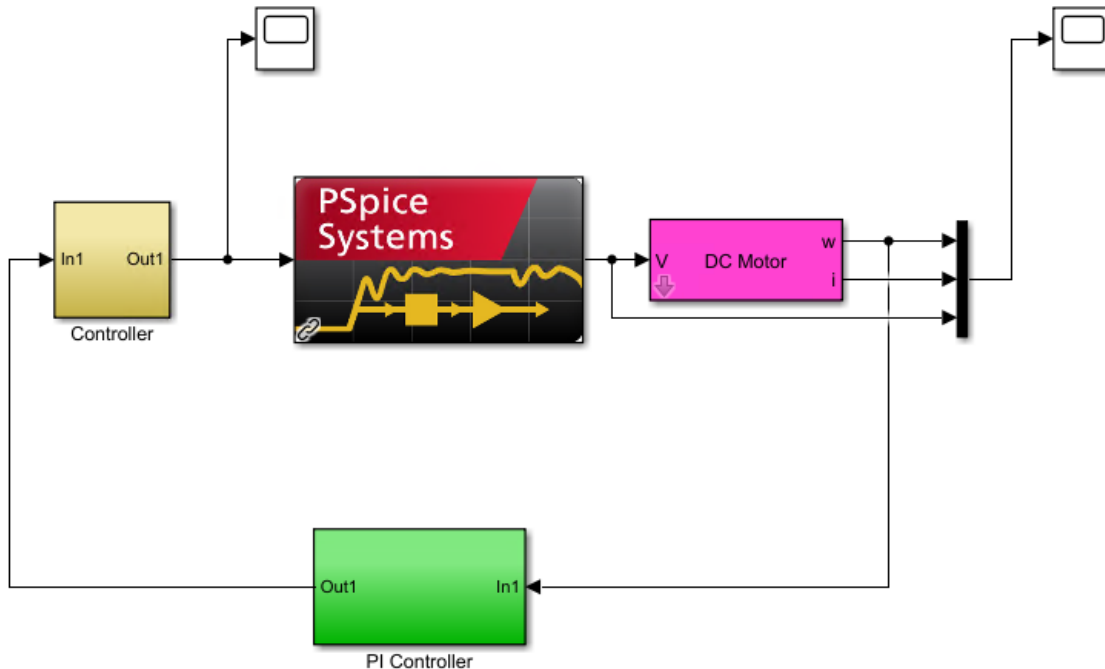 PSpice
Systems
In1
Out1
Controller
V
DC Motor
w
i
Out1
In1
PI Controller